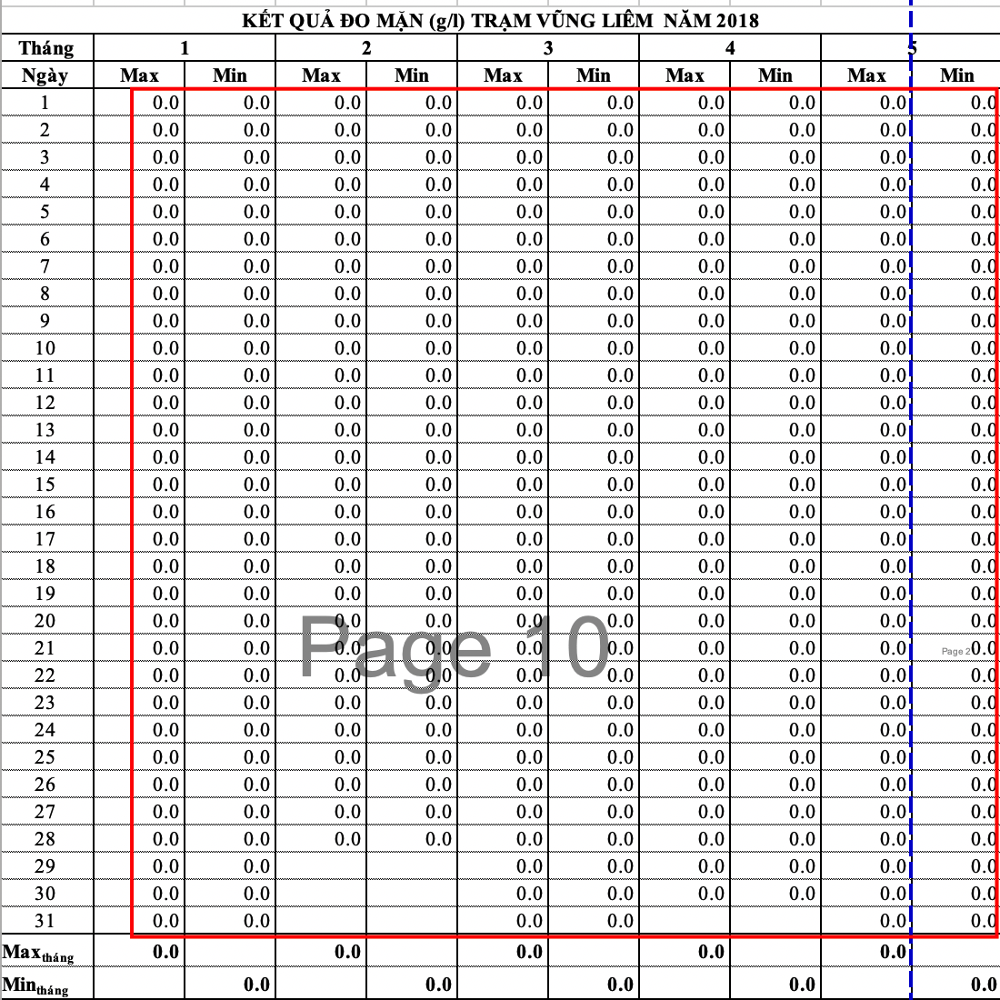 KẾT QUẢ ĐO MẶN (g/l) TRẠM VŨNG LIÊM NĂM 2018
Tháng 1 2 3 4 5
Ngày Max Min Max Min Max Min Max Min Max Min
1 0.0 0.0 0.0 0.0 0.0 0.0 0.0 0.0 0.0 0.0
2 0.0 0.0 0.0 0.0 0.0 0.0 0.0 0.0 0.0 0.0
3 0.0 0.0 0.0 0.0 0.0 0.0 0.0 0.0 0.0 0.0
4 0.0 0.0 0.0 0.0 0.0 0.0 0.0 0.0 0.0 0.0
5 0.0 0.0 0.0 0.0 0.0 0.0 0.0 0.0 0.0 0.0
6 0.0 0.0 0.0 0.0 0.0 0.0 0.0 0.0 0.0 0.0
7 0.0 0.0 0.0 0.0 0.0 0.0 0.0 0.0 0.0 0.0
8 0.0 0.0 0.0 0.0 0.0 0.0 0.0 0.0 0.0 0.0
9 0.0 0.0 0.0 0.0 0.0 0.0 0.0 0.0 0.0 0.0
10 0.0 0.0 0.0 0.0 0.0 0.0 0.0 0.0 0.0 0.0
11 0.0 0.0 0.0 0.0 0.0 0.0 0.0 0.0 0.0 0.0
12 0.0 0.0 0.0 0.0 0.0 0.0 0.0 0.0 0.0 0.0
13 0.0 0.0 0.0 0.0 0.0 0.0 0.0 0.0 0.0 0.0
14 0.0 0.0 0.0 0.0 0.0 0.0 0.0 0.0 0.0 0.0
15 0.0 0.0 0.0 0.0 0.0 0.0 0.0 0.0 0.0 0.0
16 0.0 0.0 0.0 0.0 0.0 0.0 0.0 0.0 0.0 0.0
17 0.0 0.0 0.0 0.0 0.0 0.0 0.0 0.0 0.0 0.0
18 0.0 0.0 0.0 0.0 0.0 0.0 0.0 0.0 0.0 0.0
19 0.0 0.0 0.0 0.0 0.0 0.0 0.0 0.0 0.0 0.0
20 0.0 0.0 0.0 0.0 0.0 0.0 0.0 0.0 0.0 0.0
Page 10
21 0.0 0.0 0.0 0.0 0.0 0.0 0.0 0.0 0.0 0.0
Page 2
22 0.0 0.0 0.0 0.0 0.0 0.0 0.0 0.0 0.0 0.0
23 0.0 0.0 0.0 0.0 0.0 0.0 0.0 0.0 0.0 0.0
24 0.0 0.0 0.0 0.0 0.0 0.0 0.0 0.0 0.0 0.0
25 0.0 0.0 0.0 0.0 0.0 0.0 0.0 0.0 0.0 0.0
26 0.0 0.0 0.0 0.0 0.0 0.0 0.0 0.0 0.0 0.0
27 0.0 0.0 0.0 0.0 0.0 0.0 0.0 0.0 0.0 0.0
28 0.0 0.0 0.0 0.0 0.0 0.0 0.0 0.0 0.0 0.0
29 0.0 0.0 0.0 0.0 0.0 0.0 0.0 0.0
30 0.0 0.0 0.0 0.0 0.0 0.0 0.0 0.0
31 0.0 0.0 0.0 0.0 0.0 0.0
Max tháng 0.0 0.0 0.0 0.0 0.0
Min tháng 0.0 0.0 0.0 0.0 0.0